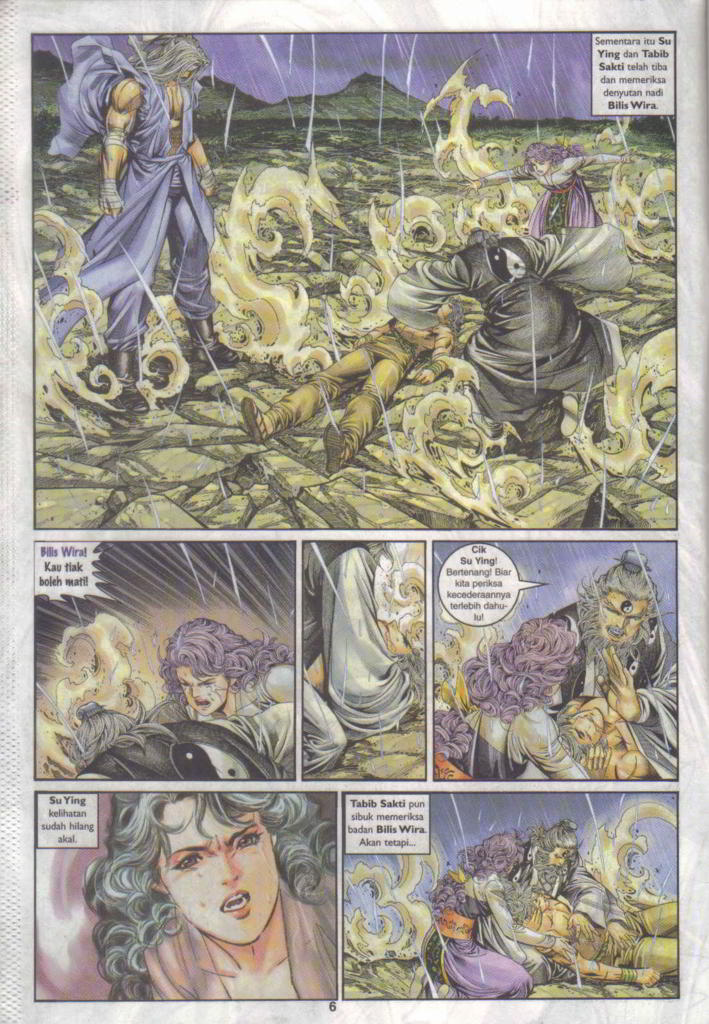 Sementara itu Su
Ying dan Tabib
Sakti telah tiba
dan memeriksa
denyutan nadi
Bilis Wira.
Bilis Wira!
Kau tiak
boleh mati!
Cik
Su Ying!
Bertenang! Biar
kita periksa
kecederaannya
terlebih dahu-
lu!
Su Ying
kelihatan
sudah hilang
akal.
Tabib Sakti pun
sibuk memeriksa
badan Bilis Wira.
Akan tetapi...
6